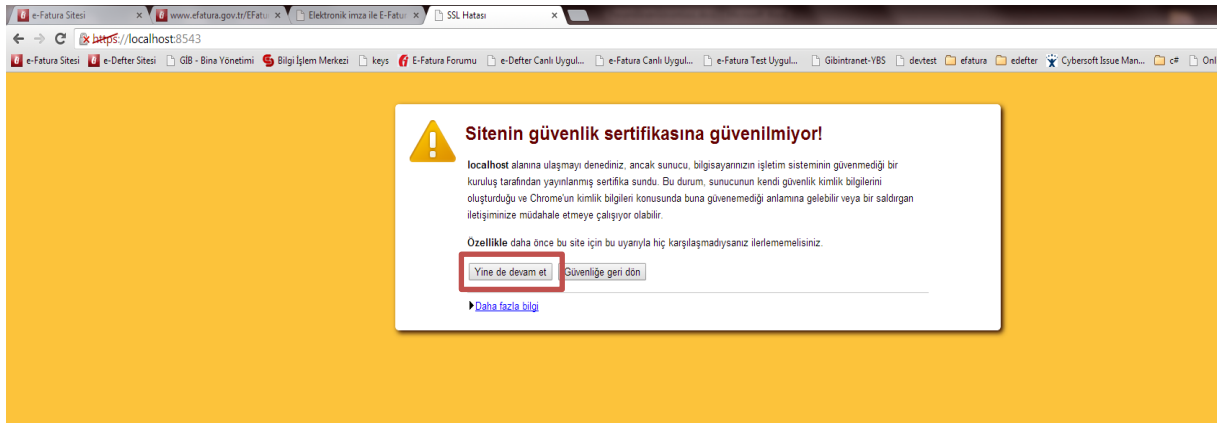 e-Fatura Sitesi
www.efatura.gov.tr/EFatu
Elektronik imza ile E-Fatur
SSL Hatası
https://localhost:8543
e-Fatura Sitesi e-Defter Sitesi GİB - Bina Yönetimi Bilgi İşlem Merkezi keys E-Fatura Forumu e-Defter Canlı Uygul... e-Fatura Canlı Uygul... e-Fatura Test Uygul... Gibintranet-YBS devtest efatura edefter Cybersoft Issue Man... c# Onl
Sitenin güvenlik sertifikasına güvenilmiyor!
localhost alanına ulaşmayı denediniz, ancak sunucu, bilgisayarınızın işletim sisteminin güvenmediği bir
kuruluş tarafından yayınlanmış sertifika sundu. Bu durum, sunucunun kendi güvenlik kimlik bilgilerini
oluşturduğu ve Chrome'un kimlik bilgileri konusunda buna güvenemediği anlamına gelebilir veya bir saldırgan
iletişiminize müdahale etmeye çalışıyor olabilir.
Özellikle daha önce bu site için bu uyarıyla hiç karşılaşmadıysanız ilerlememelisiniz.
Yine de devam et Güvenliğe geri dön
Daha fazla bilgi